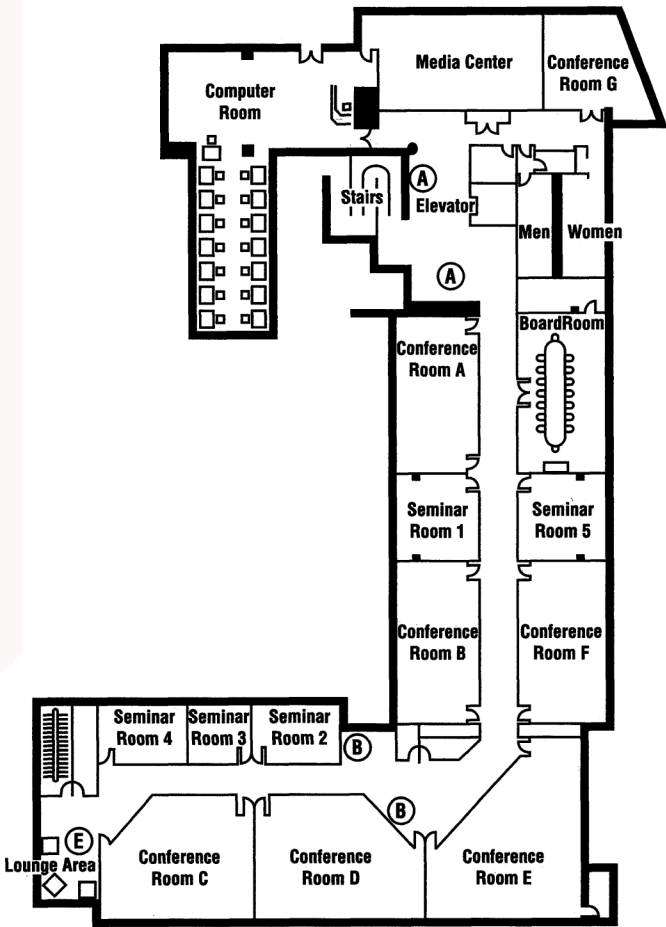 Media Center
Conference
Room G
Computer
Room
A
Stairs
Elevator
Men
Women
A
BoardRoom
Conference
Room A
Seminar
Room 1
Seminar
Room 5
Conference
Room B
Conference
Room F
Seminar
Room 4
Seminar
Room 3
Seminar
Room 2
B
B
E
Lounge Area
Conference
Room C
Conference
Room D
Conference
Room E